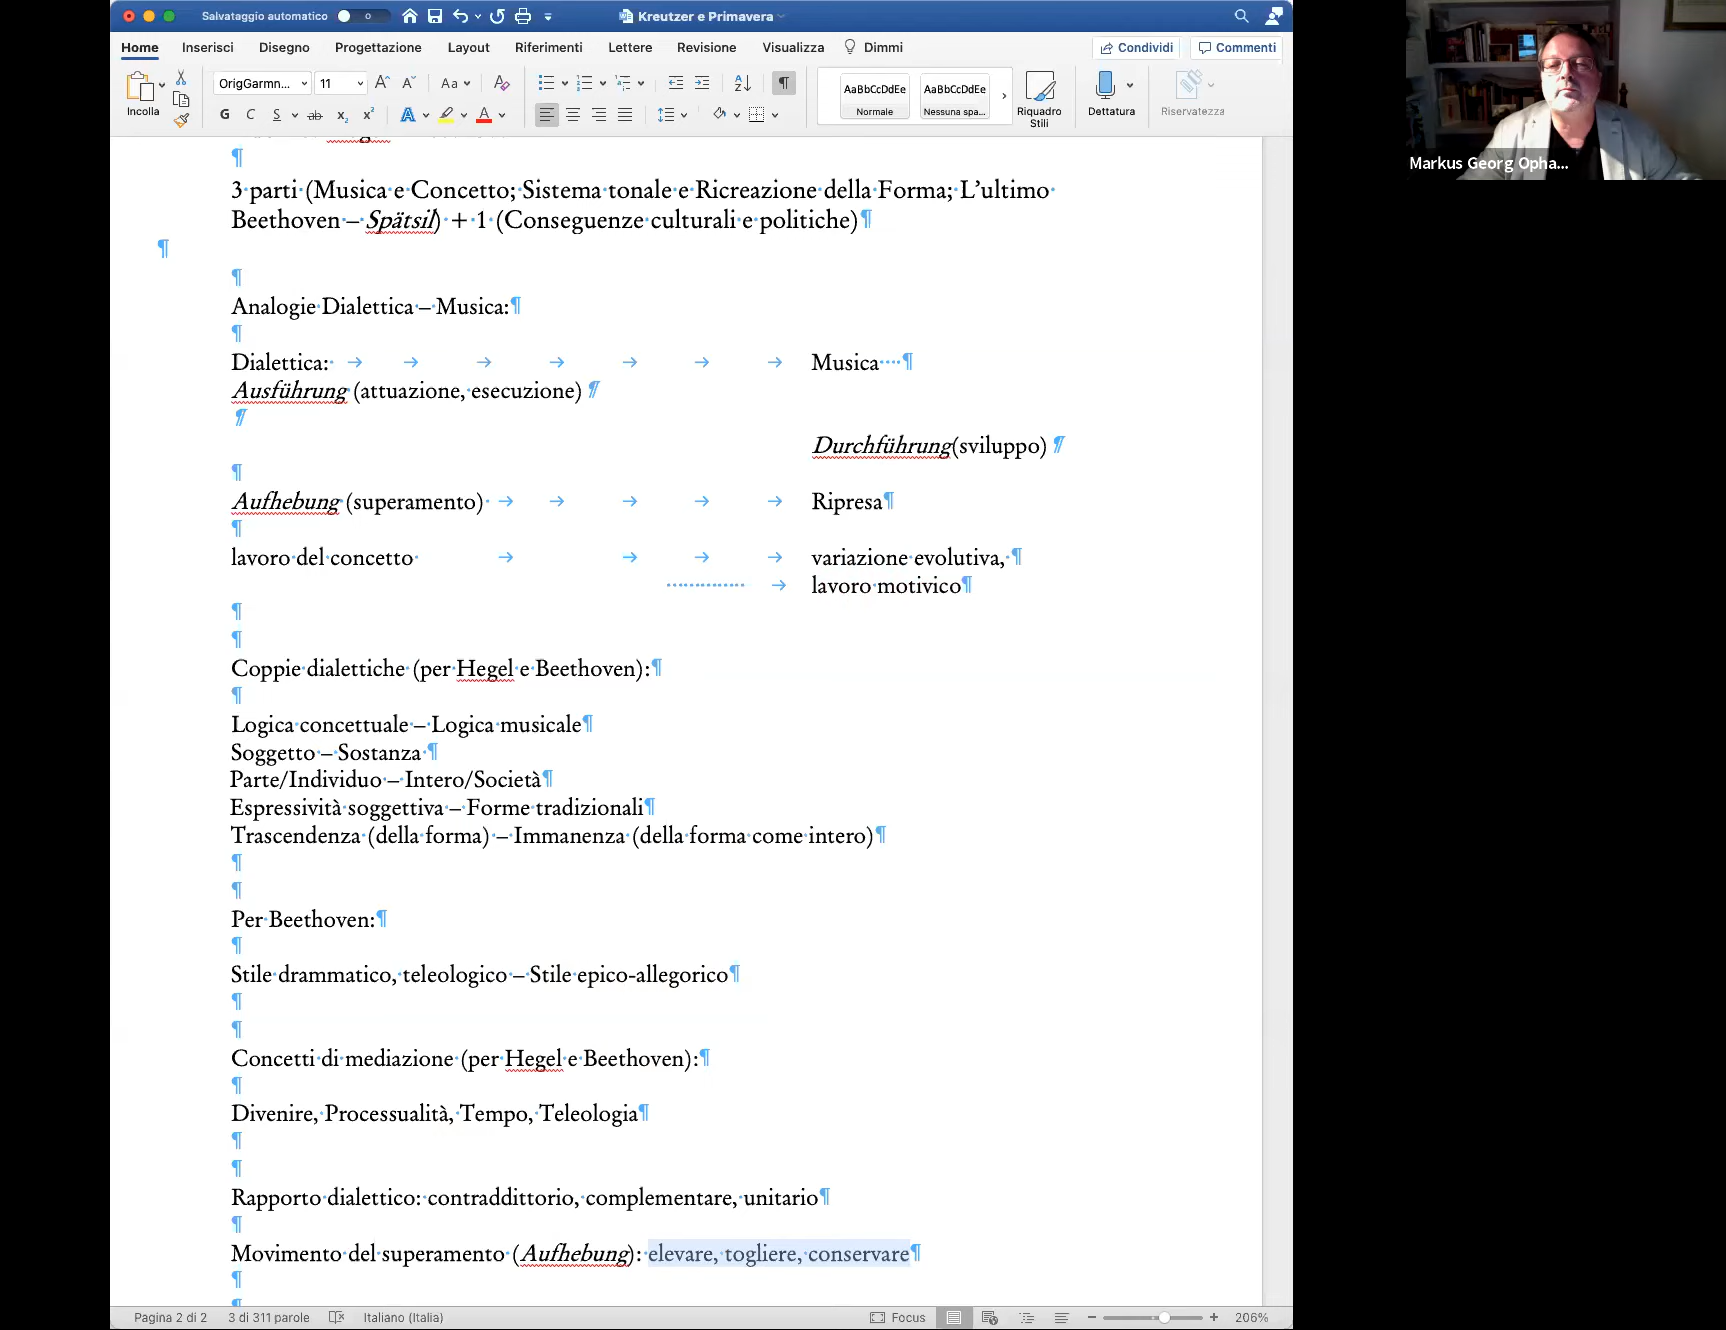 Salvataggio automatico
Kreutzer e Primavera
Home Inserisci Disegno Progettazione Layout Riferimenti Lettere Revisione Visualizza Dimmi Condividi Commenti
Incolla
OrigGarmn... 11
AaBbCcDdEe AaBbCcDdEe
Normale Nessuna spa...
Riquadro Stili
Dettatura
Riservatezza
G C S ab x₂ x²
3 parti (Musica e Concetto; Sistema tonale e Ricreazione della Forma; L’ultimo
Beethoven – Spätsil) + 1 (Conseguenze culturali e politiche)
Analogie Dialettica – Musica:
Dialettica: Musica
Ausführung (attuazione, esecuzione)
Durchführung(sviluppo)
Aufhebung (superamento) Ripresa
lavoro del concetto variazione evolutiva,
lavoro motivico
Coppie dialettiche (per Hegel e Beethoven):
Logica concettuale – Logica musicale
Soggetto – Sostanza
Parte/Individuo – Intero/Società
Espressività soggettiva – Forme tradizionali
Trascendenza (della forma) – Immanenza (della forma come intero)
Per Beethoven:
Stile drammatico, teleologico – Stile epico-allegorico
Concetti di mediazione (per Hegel e Beethoven):
Divenire, Processualità, Tempo, Teleologia
Rapporto dialettico: contraddittorio, complementare, unitario
Movimento del superamento (Aufhebung): elevare, togliere, conservare
Pagina 2 di 2 3 di 311 parole Italiano (Italia) Focus 206%
Markus Georg Opha...